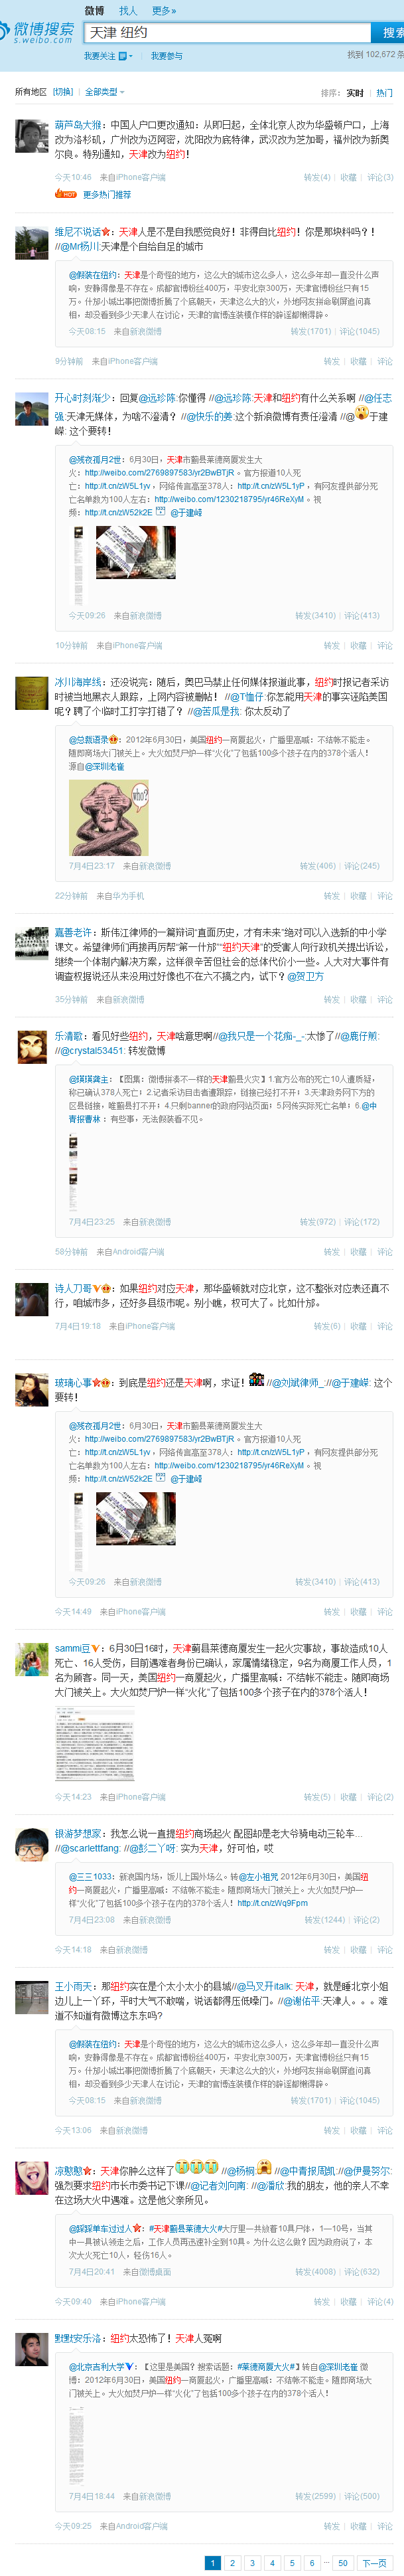 微博 找人 更多»
微博搜索
s.weibo.com
天津 纽约
搜索
我要关注 我要参与
找到 102,672 条
所有地区 [切换] 全部类型
排序： 实时 热门
葫芦岛大猴：中国人户口更改通知：从即日起，全体北京人改为华盛顿户口，上海
改为洛杉矶，广州改为迈阿密，西安改为底特律，武汉改为芝加哥，福州改为新奥
尔良。特别通知，天津改为纽约！
今天10:46 来自iPhone客户端
转发(4) 收藏 评论(3)
HOT 更多热门推荐
维尼不说话：天津人是不是自我感觉良好！非得自比纽约！你是那块料吗？！
//@Mr杨川:天津是个自给自足的城市
@假装在纽约：天津是个奇怪的地方，这么大的城市这么多人，这么多年却一直没什么声
响，安静得像是不存在。成都官博粉丝400万，平安北京300万，天津官博粉丝只有15
万。什邡小城出事把微博折腾了个底朝天，天津这么大的火，外地网友拼命刷屏追问真
相，却没看到多少天津人在讨论，天津的官博连装模作样的辟谣都懒得辟。
今天08:15 来自新浪微博
转发(1701) 评论(1045)
9分钟前 来自iPhone客户端
转发 收藏 评论
开心时刻渐少：回复@远珍陈:你懂得 //@远珍陈:天津和纽约有什么关系啊 //@任志
强:天津无媒体，为啥不澄清？ //@快乐的姜:这个新浪微博有责任澄清 //@于建
嵘: 这个要转！
@残夜孤月2世：6月30日，天津市蓟县莱德商厦发生大
火：http://weibo.com/2769897583/yr2BwBTjR 。官方报道10人死
亡：http://t.cn/zW5L1yv，网络传言高至378人：http://t.cn/zW5L1yP ，有网友提供部分死
亡名单数为100人左右：http://weibo.com/1230218795/yr46ReXyM 。视
频：http://t.cn/zW52k2E @于建嵘
今天09:26 来自新浪微博
转发(3410) 评论(413)
10分钟前 来自iPhone客户端
转发 收藏 评论
冰川海岸线：还没说完：随后，奥巴马禁止任何媒体报道此事，纽约时报记者采访
时被当地黑衣人跟踪，上网内容被删帖！ //@T恤仔:你怎能用天津的事实诬陷美国
呢？聘了个临时工打字打错了？ //@苦瓜是我: 你太反动了
@总裁语录：2012年6月30日，美国纽约一商厦起火，广播里高喊：不结帐不能走。
随即商场大门被关上。大火如焚尸炉一样“火化”了包括100多个孩子在内的378个活人！
源自@深圳老崔
who?
7月4日23:17 来自新浪微博
转发(406) 评论(245)
22分钟前 来自华为手机
转发 收藏 评论
嘉善老许：斯伟江律师的一篇辩词“直面历史，才有未来”绝对可以入选新的中小学
课文。希望律师们再接再厉帮“第一什邡”“纽约天津”的受害人向行政机关提出诉讼，
继续一个体制内解决方案，这样很辛苦但社会的总体代价小一些。人大对大事件有
调查权据说还从来没用过好像也不在六不搞之内，试下？@贺卫方
35分钟前 来自新浪微博
转发 收藏 评论
乐清歌：看见好些纽约，天津啥意思啊//@我只是一个花痴-_-:太惨了//@鹿仔煎:
//@crystal53451: 转发微博
@瑛瑛龚主：【图集：微博拼凑不一样的天津蓟县火灾】1.官方公布的死亡10人遭质疑，
称已确认378人死亡；2.记者采访目击者遭跟踪，链接已经打不开；3.天津政务网下方的
区县链接，唯蓟县打不开；4.只剩banner的政府网站页面；5.网传实际死亡名单；6.@中
青报曹林 ：有些事，无法假装看不见。
7月4日23:25 来自新浪微博
转发(972) 评论(172)
58分钟前 来自Android客户端
转发 收藏 评论
诗人刀哥：如果纽约对应天津，那华盛顿就对应北京，这不整张对应表还真不
行，咱城市多，还好多县级市呢。别小瞧，权可大了。比如什邡。
7月4日19:18 来自iPhone客户端
转发(6) 收藏 评论
玻璃心事：到底是纽约还是天津啊，求证！ //@刘斌律师_://@于建嵘: 这个
要转！
@残夜孤月2世：6月30日，天津市蓟县莱德商厦发生大
火：http://weibo.com/2769897583/yr2BwBTjR 。官方报道10人死
亡：http://t.cn/zW5L1yv，网络传言高至378人：http://t.cn/zW5L1yP ，有网友提供部分死
亡名单数为100人左右：http://weibo.com/1230218795/yr46ReXyM 。视
频：http://t.cn/zW52k2E @于建嵘
今天09:26 来自新浪微博
转发(3410) 评论(413)
今天14:49 来自iPhone客户端
转发 收藏 评论
sammi豆：6月30日16时，天津蓟县莱德商厦发生一起火灾事故，事故造成10人
死亡、16人受伤，目前遇难者身份已确认，家属情绪稳定，9名为商厦工作人员，1
名为顾客。同一天，美国纽约一商厦起火，广播里高喊：不结帐不能走。随即商场
大门被关上。大火如焚尸炉一样“火化”了包括100多个孩子在内的378个活人！
今天14:23 来自iPhone客户端
转发(5) 收藏 评论(2)
银游梦想家：我怎么说一直提纽约商场起火 配图却是老大爷骑电动三轮车...
//@scarlettfang: //@彭二丫呀: 实为天津，好可怕，哎
@三三1033：新浪国内场，饭儿上国外场么。转@左小祖咒 2012年6月30日，美国纽
约一商厦起火，广播里高喊：不结帐不能走。随即商场大门被关上。大火如焚尸炉一
样“火化”了包括100多个孩子在内的378个活人！http://t.cn/zWq9Fpm
7月4日23:08 来自新浪微博
转发(1244) 评论(2)
今天14:18 来自新浪微博
转发 收藏 评论
王小雨天：那纽约实在是个太小太小的县城//@马叉开italk: 天津，就是睡北京小姐
边儿上一丫环，平时大气不敢喘，说话都得压低嗓门。//@谢佑平:天津人。。。难
道不知道有微博这东东吗?
@假装在纽约：天津是个奇怪的地方，这么大的城市这么多人，这么多年却一直没什么声
响，安静得像是不存在。成都官博粉丝400万，平安北京300万，天津官博粉丝只有15
万。什邡小城出事把微博折腾了个底朝天，天津这么大的火，外地网友拼命刷屏追问真
相，却没看到多少天津人在讨论，天津的官博连装模作样的辟谣都懒得辟。
今天08:15 来自新浪微博
转发(1701) 评论(1045)
今天13:06 来自新浪微博
转发 收藏 评论
凉憨憨：天津你肿么这样了 //@杨桐 //@中青报周凯://@伊曼努尔:
强烈要求纽约市长市委书记下课//@记者刘向南: //@潘欣:我的朋友，他的亲人不幸
在这场大火中遇难。这是他父亲所见。
@踩踩单车过过人：#天津蓟县莱德大火#大厅里一共放着10具尸体，1—10号，当其
中一具被认领走之后，工作人员再迅速补全到10具。为什么这么做？因为政府说了，本
次大火死亡10人，轻伤16人。
7月4日20:41 来自微博桌面
转发(4008) 评论(632)
今天09:40 来自iPhone客户端
转发 收藏 评论(4)
默默安乐洛：纽约太恐怖了！天津人冤啊
@北京吉利大学：【这里是美国？搜索话题：#莱德商厦大火#】转自@深圳老崔 微
博：2012年6月30日，美国纽约一商厦起火，广播里高喊：不结帐不能走。随即商场大
门被关上。大火如焚尸炉一样“火化”了包括100多个孩子在内的378个活人！
7月4日18:44 来自新浪微博
转发(2599) 评论(500)
今天09:25 来自Android客户端
转发 收藏 评论
1 2 3 4 5 6 ... 50 下一页